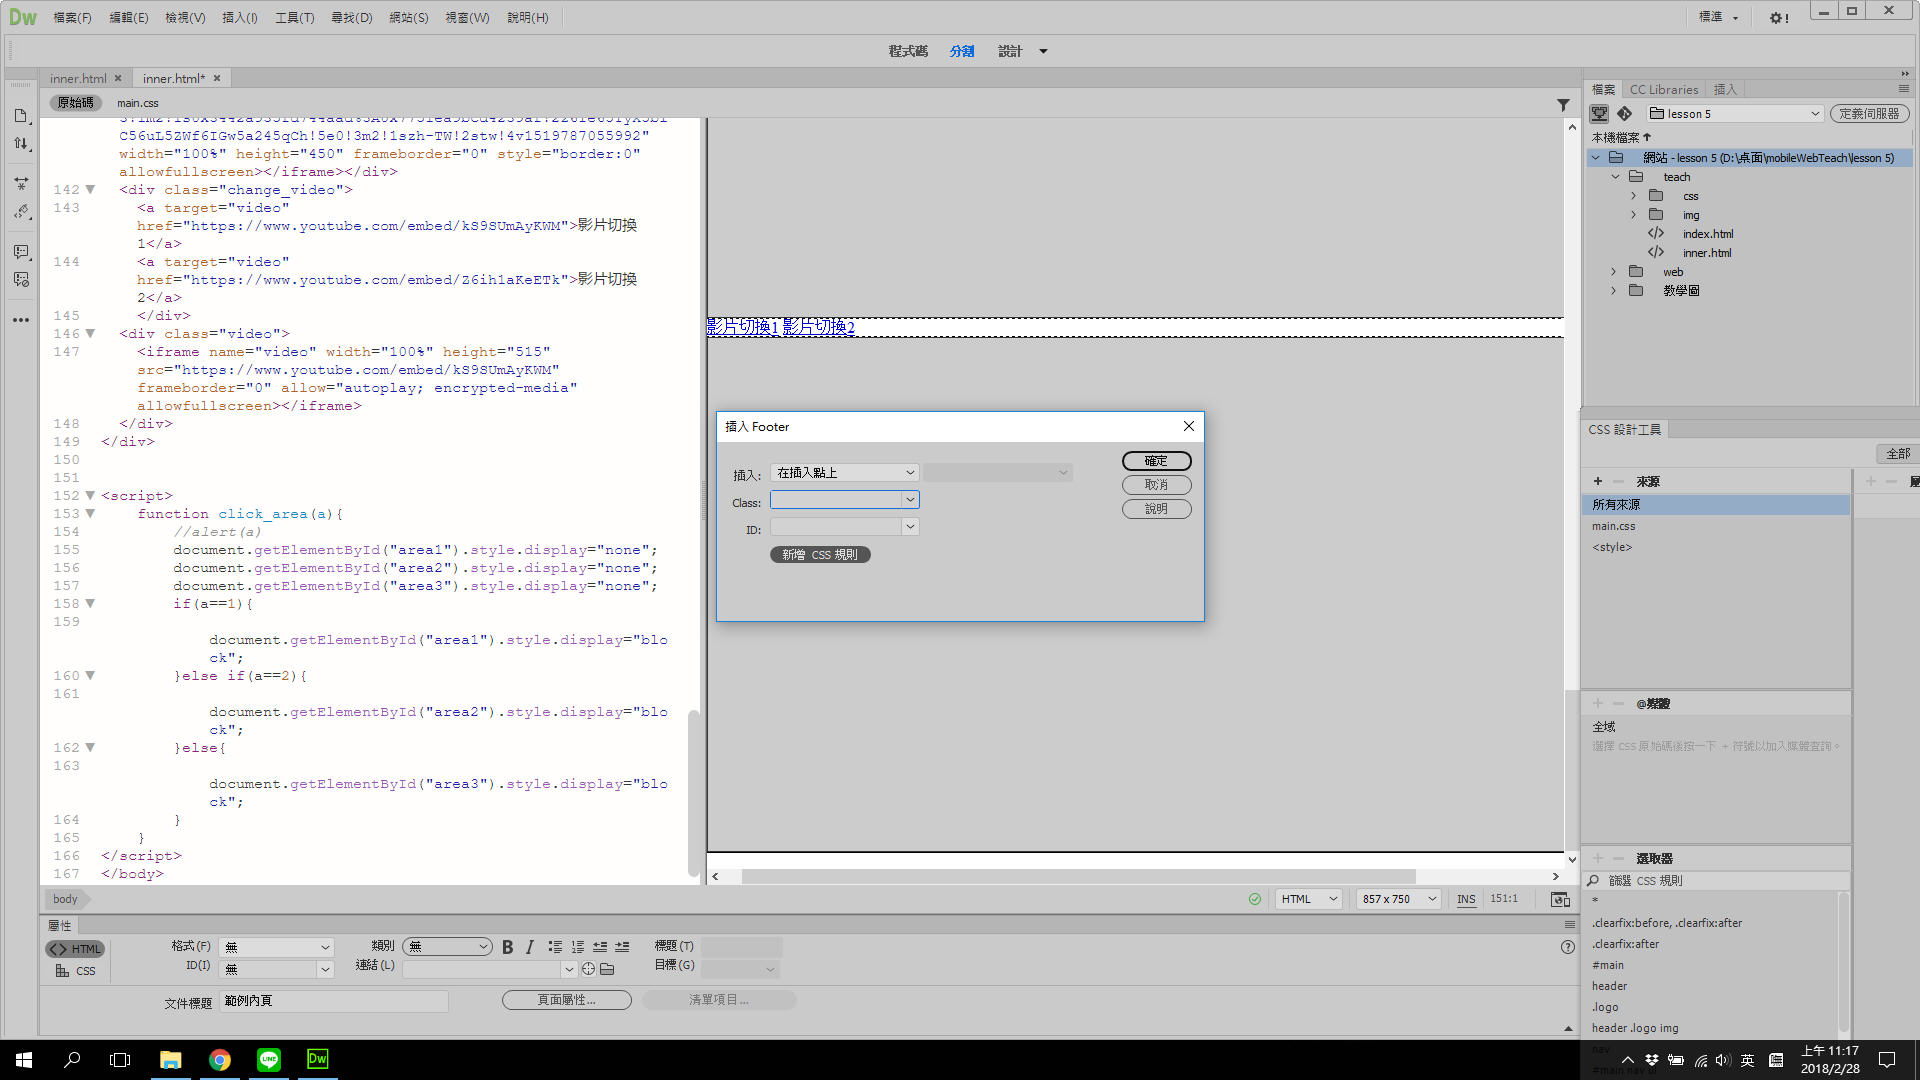 Dw 檔案(F) 編輯(E) 檢視(V) 插入(I) 工具(T) 尋找(D) 網站(S) 視窗(W) 說明(H) 標準
程式碼 分割 設計
inner.html × inner.html* ×
原始碼 main.css
C56uL5ZWf6IGw5a245qCh!5e0!3m2!1szh-TW!2stw!4v1519787055992"
width="100%" height="450" frameborder="0" style="border:0"
allowfullscreen></iframe></div>
142 <div class="change_video">
143 <a target="video"
href="https://www.youtube.com/embed/kS9SUmAyKWM">影片切換
1</a>
144 <a target="video"
href="https://www.youtube.com/embed/Z6ih1aKeETk">影片切換
2</a>
145 </div>
146 <div class="video">
147 <iframe name="video" width="100%" height="515"
src="https://www.youtube.com/embed/kS9SUmAyKWM"
frameborder="0" allow="autoplay; encrypted-media"
allowfullscreen></iframe>
148 </div>
149 </div>
150
151
152 <script>
153 function click_area(a){
154 //alert(a)
155 document.getElementById("area1").style.display="none";
156 document.getElementById("area2").style.display="none";
157 document.getElementById("area3").style.display="none";
158 if(a==1){
159
document.getElementById("area1").style.display="blo
ck";
160 }else if(a==2){
161
document.getElementById("area2").style.display="blo
ck";
162 }else{
163
document.getElementById("area3").style.display="blo
ck";
164 }
165 }
166 </script>
167 </body>
影片切換1 影片切換2
插入 Footer
插入: 在插入點上
Class:
ID:
新增 CSS 規則
確定
取消
說明
body
HTML 857 x 750 INS 151:1
屬性
HTML
CSS
格式(F) 無 類別 無 B I 標題(T)
ID(I) 無 連結(L) 目標(G)
文件標題 範例內頁 頁面屬性... 清單項目...
檔案 CC Libraries 插入
lesson 5 定義伺服器
本機檔案
網站 - lesson 5 (D:\桌面\mobileWebTeach\lesson 5)
teach
css
img
index.html
inner.html
web
教學圖
CSS 設計工具
全部
+ − 來源
所有來源
main.css
<style>
+ − @媒體
全域
選擇 CSS 原始碼後按一下 + 符號以加入媒體查詢。
+ − 選取器
篩選 CSS 規則
*
.clearfix:before, .clearfix:after
.clearfix:after
#main
header
.logo
header .logo img
nav
#main nav ul
LINE Dw
英
上午 11:17
2018/2/28